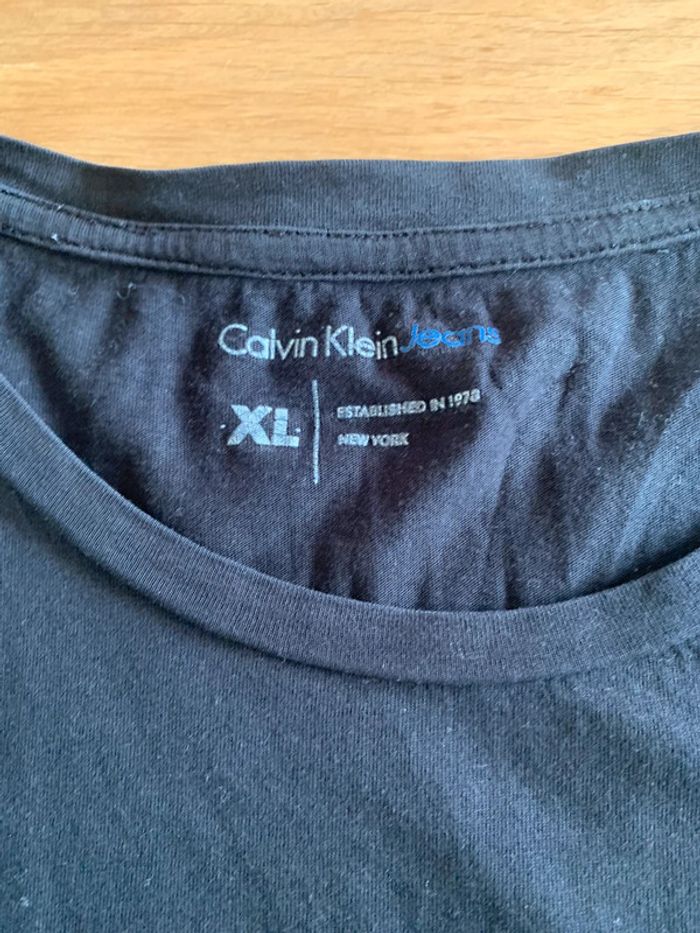 Calvin Klein Jeans
XL
ESTABLISHED IN 1978
NEW YORK